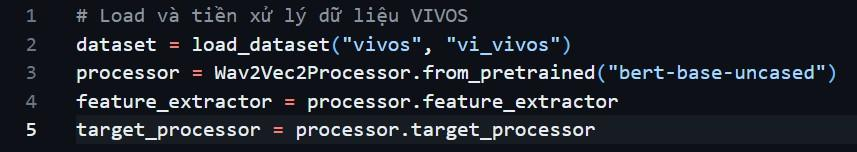 1 # Load và tiền xử lý dữ liệu VIVOS
2 dataset = load_dataset("vivos", "vi_vivos")
3 processor = Wav2Vec2Processor.from_pretrained("bert-base-uncased")
4 feature_extractor = processor.feature_extractor
5 target_processor = processor.target_processor